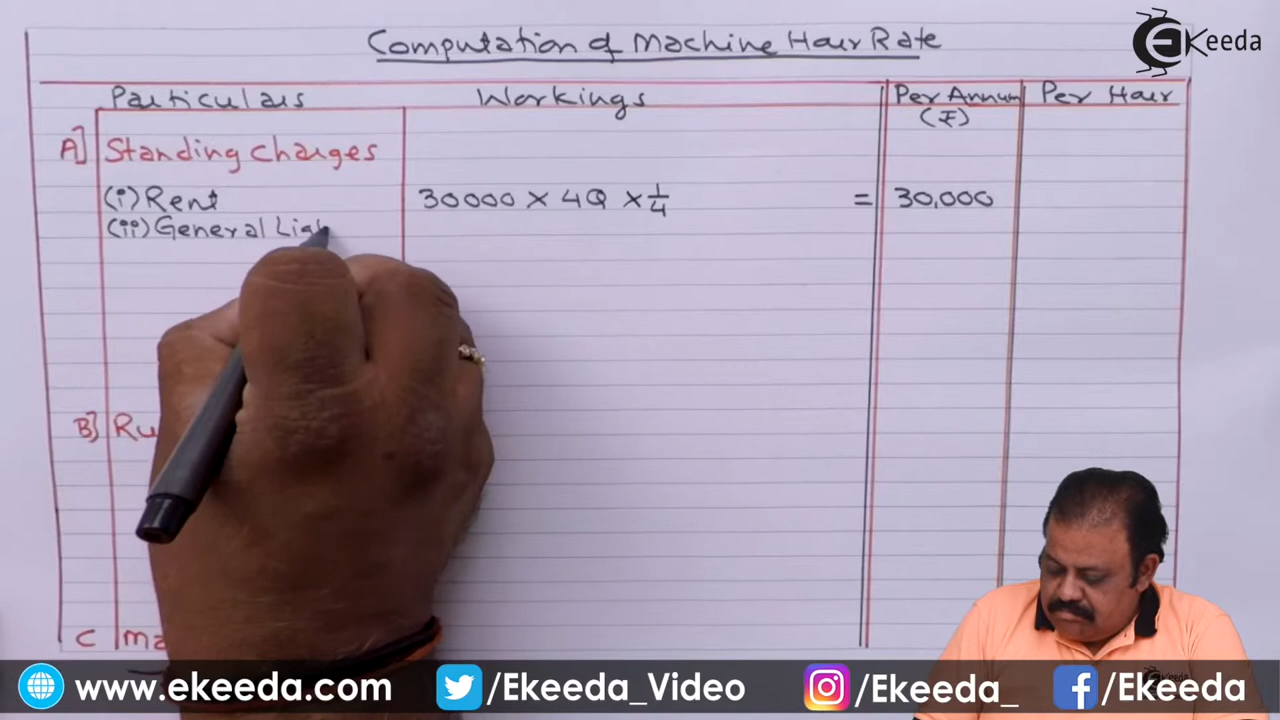 Computation of Machine Hour Rate
Ekeeda
Particulars Workings Per Annum Per Hour
(₹)
A] Standing Charges
(i) Rent 30000 × 4Q × 1/4 = 30,000
(ii) General
B]
C
www.ekeeda.com /Ekeeda_Video /Ekeeda_ /Ekeeda